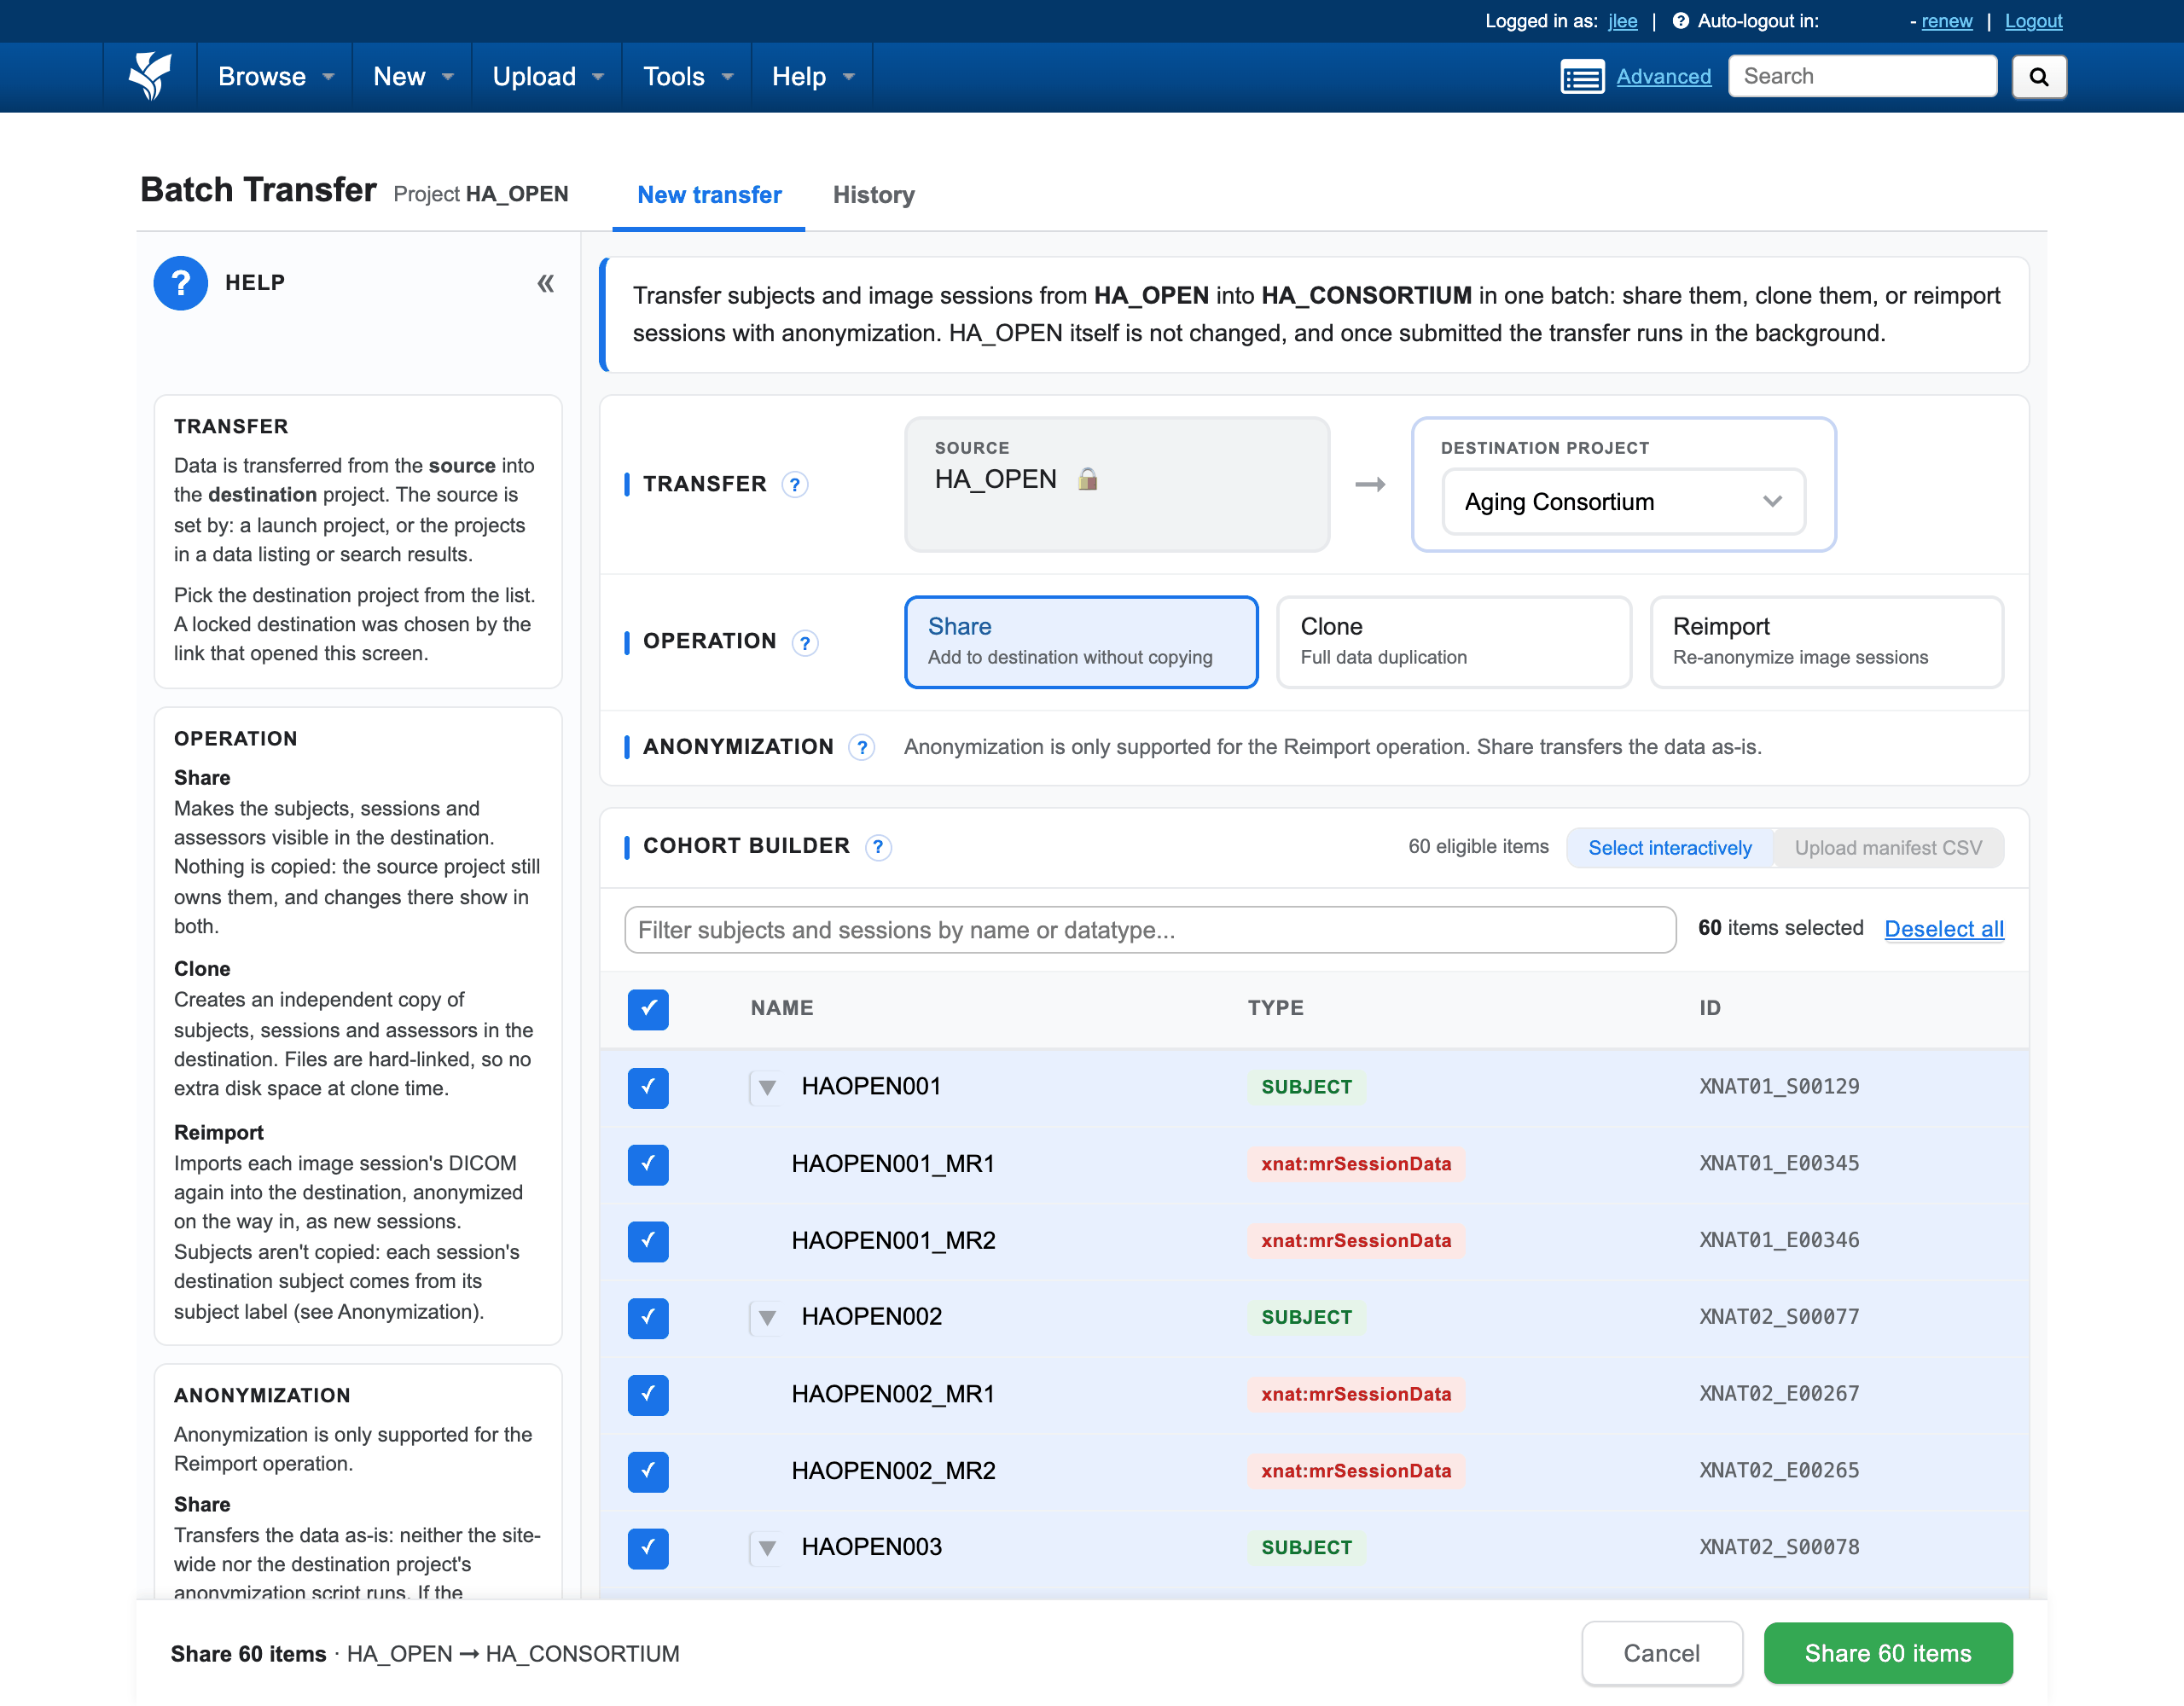 Logged in as: jlee | Auto-logout in: - renew | Logout
Browse New Upload Tools Help Advanced Search
Batch Transfer Project HA_OPEN New transfer History
? HELP «
TRANSFER
Data is transferred from the source into
the destination project. The source is
set by: a launch project, or the projects
in a data listing or search results.
Pick the destination project from the list.
A locked destination was chosen by the
link that opened this screen.
OPERATION
Share
Makes the subjects, sessions and
assessors visible in the destination.
Nothing is copied: the source project still
owns them, and changes there show in
both.
Clone
Creates an independent copy of
subjects, sessions and assessors in the
destination. Files are hard-linked, so no
extra disk space at clone time.
Reimport
Imports each image session's DICOM
again into the destination, anonymized
on the way in, as new sessions.
Subjects aren't copied: each session's
destination subject comes from its
subject label (see Anonymization).
ANONYMIZATION
Anonymization is only supported for the
Reimport operation.
Share
Transfers the data as-is: neither the site-
wide nor the destination project's
anonymization script runs. If the
Transfer subjects and image sessions from HA_OPEN into HA_CONSORTIUM in one batch: share them, clone them, or reimport
sessions with anonymization. HA_OPEN itself is not changed, and once submitted the transfer runs in the background.
TRANSFER ?
SOURCE
HA_OPEN
→
DESTINATION PROJECT
Aging Consortium
OPERATION ?
Share
Add to destination without copying
Clone
Full data duplication
Reimport
Re-anonymize image sessions
ANONYMIZATION ? Anonymization is only supported for the Reimport operation. Share transfers the data as-is.
COHORT BUILDER ? 60 eligible items Select interactively Upload manifest CSV
Filter subjects and sessions by name or datatype... 60 items selected Deselect all
NAME TYPE ID
HAOPEN001 SUBJECT XNAT01_S00129
HAOPEN001_MR1 xnat:mrSessionData XNAT01_E00345
HAOPEN001_MR2 xnat:mrSessionData XNAT01_E00346
HAOPEN002 SUBJECT XNAT02_S00077
HAOPEN002_MR1 xnat:mrSessionData XNAT02_E00267
HAOPEN002_MR2 xnat:mrSessionData XNAT02_E00265
HAOPEN003 SUBJECT XNAT02_S00078
Share 60 items · HA_OPEN → HA_CONSORTIUM Cancel Share 60 items